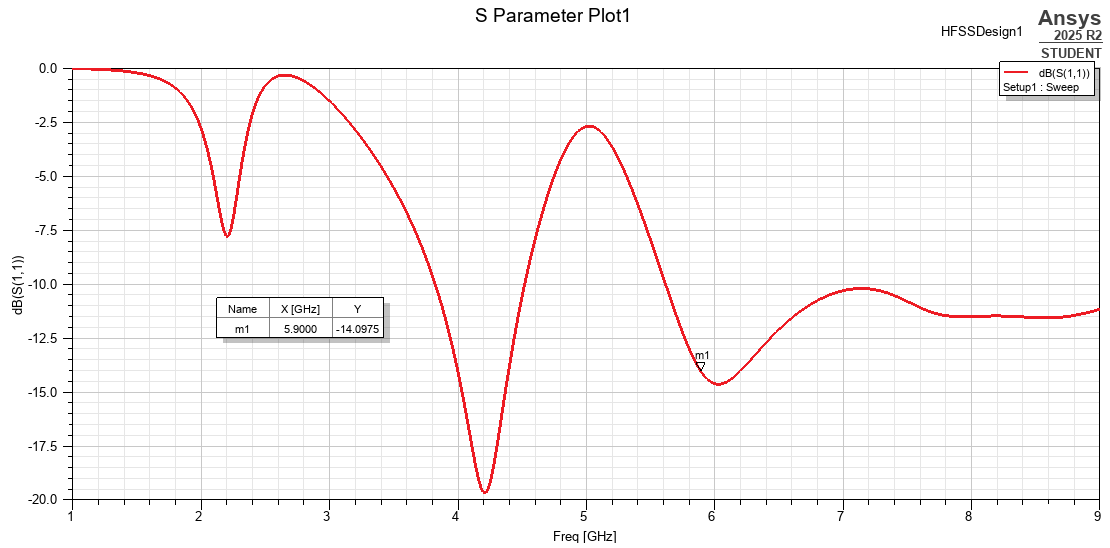 S Parameter Plot1
HFSSDesign1
Ansys
2025 R2
STUDENT
dB(S(1,1))
Setup1 : Sweep
0.0
-2.5
-5.0
-7.5
-10.0
-12.5
-15.0
-17.5
-20.0
dB(S(1,1))
Name X [GHz] Y
m1 5.9000 -14.0975
m1
1 2 3 4 5 6 7 8 9
Freq [GHz]